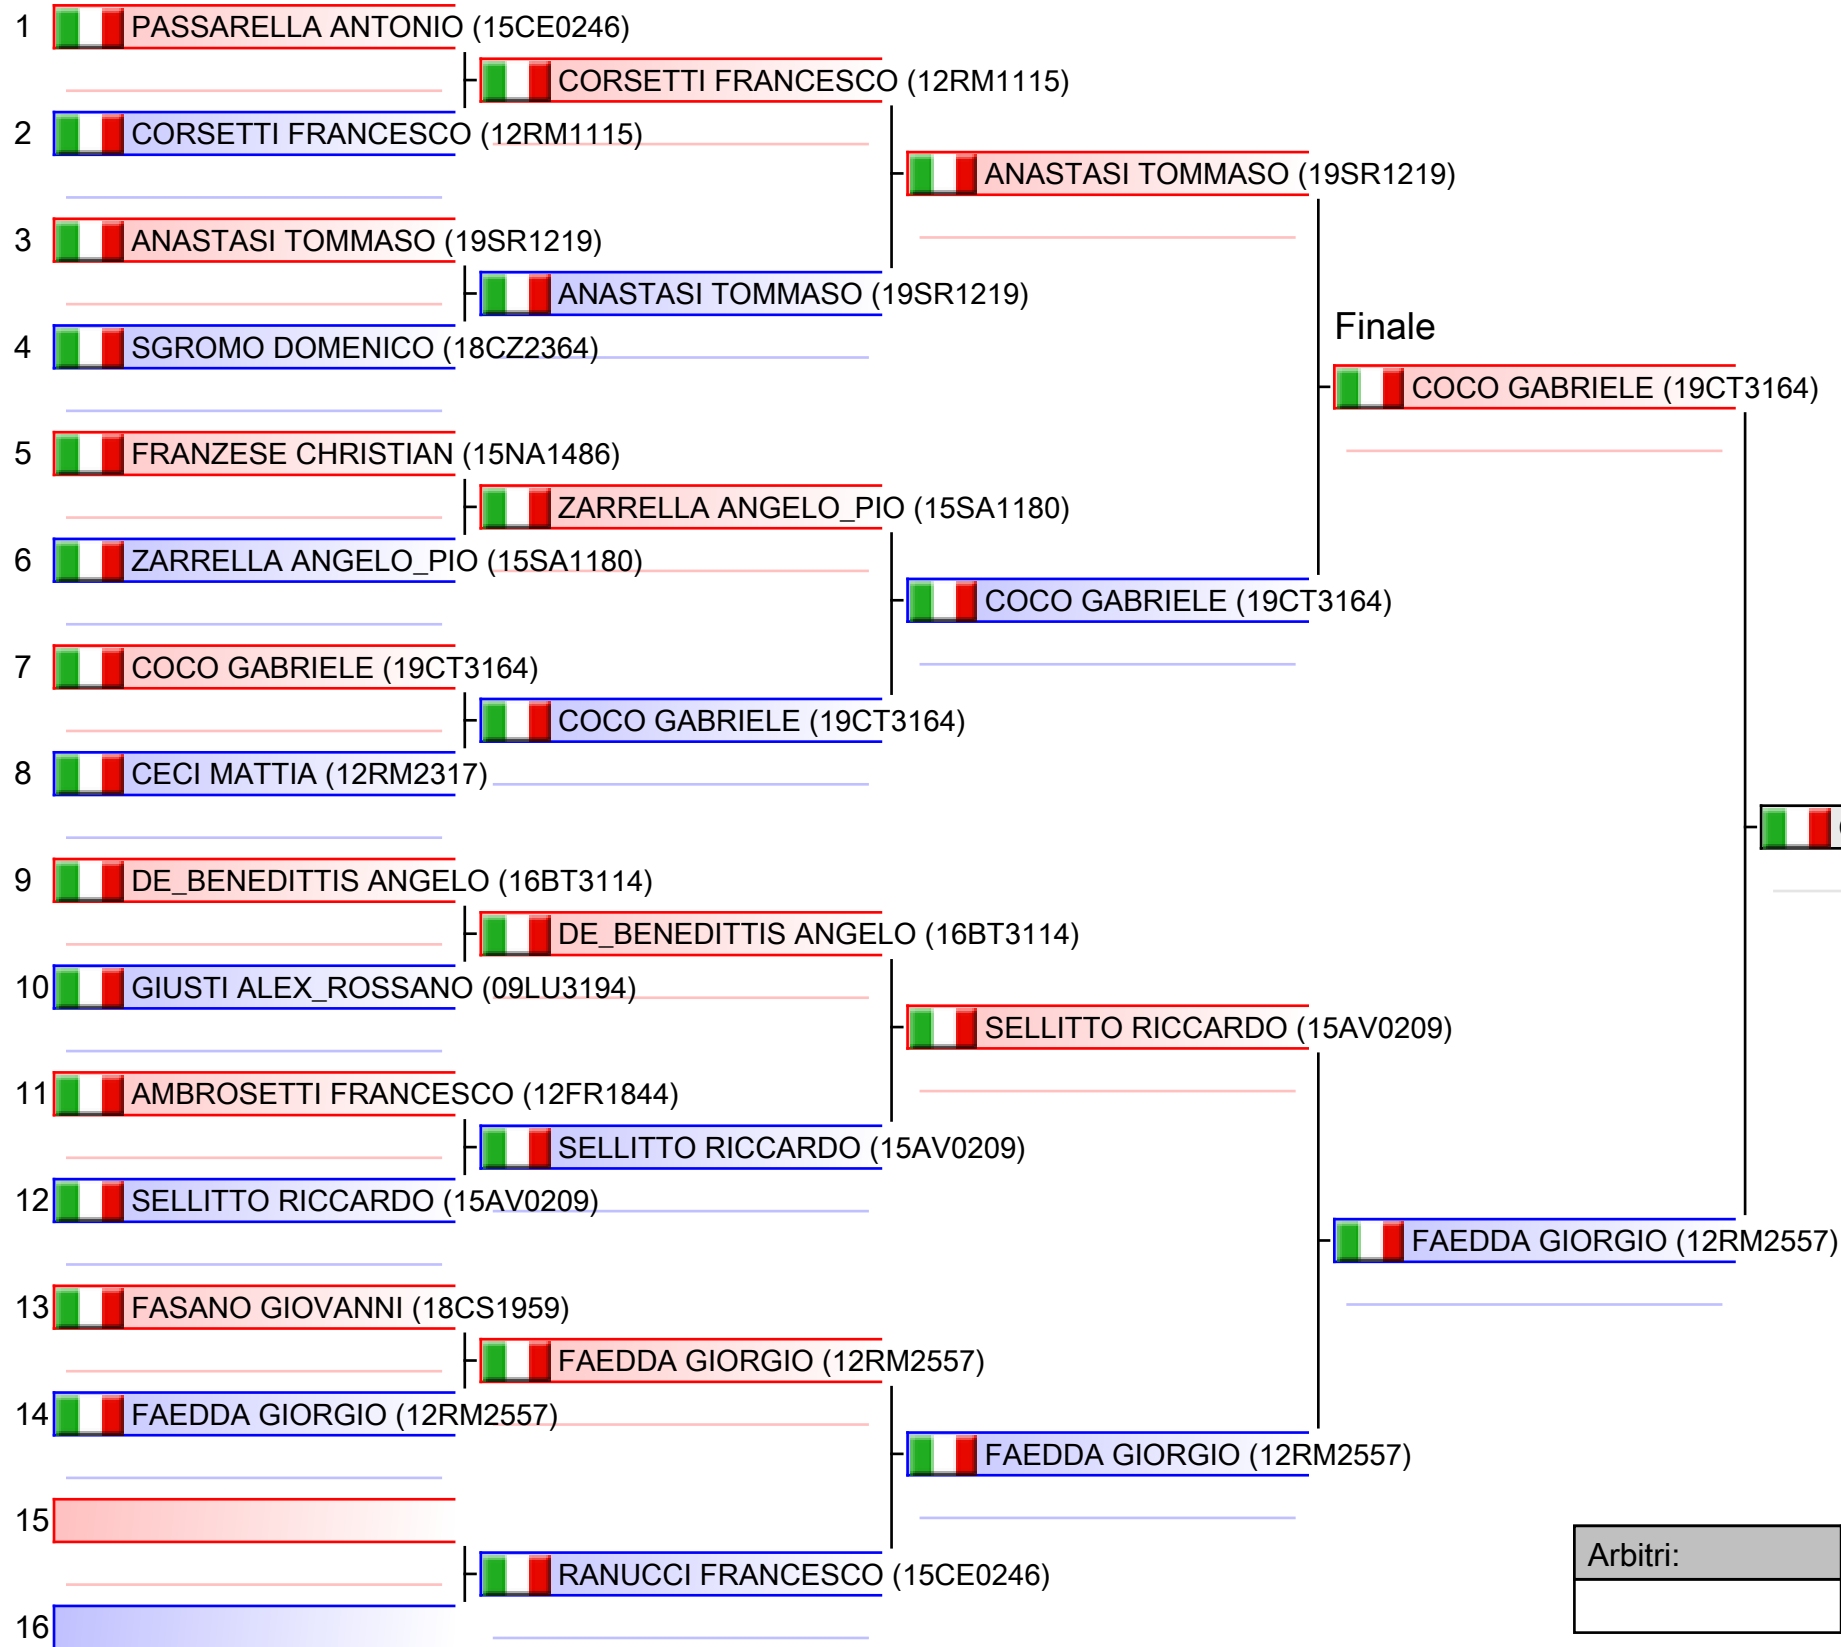 1 PASSARELLA ANTONIO (15CE0246)
CORSETTI FRANCESCO (12RM1115)
2 CORSETTI FRANCESCO (12RM1115)
ANASTASI TOMMASO (19SR1219)
3 ANASTASI TOMMASO (19SR1219)
ANASTASI TOMMASO (19SR1219)
Finale
4 SGROMO DOMENICO (18CZ2364)
COCO GABRIELE (19CT3164)
5 FRANZESE CHRISTIAN (15NA1486)
ZARRELLA ANGELO_PIO (15SA1180)
6 ZARRELLA ANGELO_PIO (15SA1180)
COCO GABRIELE (19CT3164)
7 COCO GABRIELE (19CT3164)
COCO GABRIELE (19CT3164)
8 CECI MATTIA (12RM2317)
9 DE_BENEDITTIS ANGELO (16BT3114)
DE_BENEDITTIS ANGELO (16BT3114)
10 GIUSTI ALEX_ROSSANO (09LU3194)
SELLITTO RICCARDO (15AV0209)
11 AMBROSETTI FRANCESCO (12FR1844)
SELLITTO RICCARDO (15AV0209)
12 SELLITTO RICCARDO (15AV0209)
FAEDDA GIORGIO (12RM2557)
13 FASANO GIOVANNI (18CS1959)
FAEDDA GIORGIO (12RM2557)
14 FAEDDA GIORGIO (12RM2557)
FAEDDA GIORGIO (12RM2557)
15
Arbitri:
RANUCCI FRANCESCO (15CE0246)
16